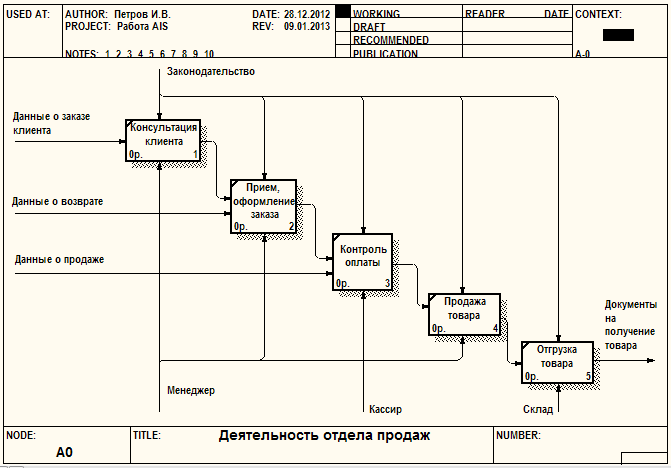 USED AT:
AUTHOR: Петров И.В.
DATE: 28.12.2012
WORKING
READER
DATE
CONTEXT:
PROJECT: Работа AIS
REV: 09.01.2013
DRAFT
RECOMMENDED
NOTES: 1 2 3 4 5 6 7 8 9 10
PUBLICATION
A-0
Законодательство
Данные о заказе
клиента
Консультация
клиента
0р. 1
Данные о возврате
Прием,
оформление
заказа
0р. 2
Данные о продаже
Контроль
оплаты
0р. 3
Продажа
товара
0р. 4
Документы
на
получение
товара
Отгрузка
товара
0р. 5
Менеджер
Кассир
Склад
NODE:
A0
TITLE:
Деятельность отдела продаж
NUMBER: